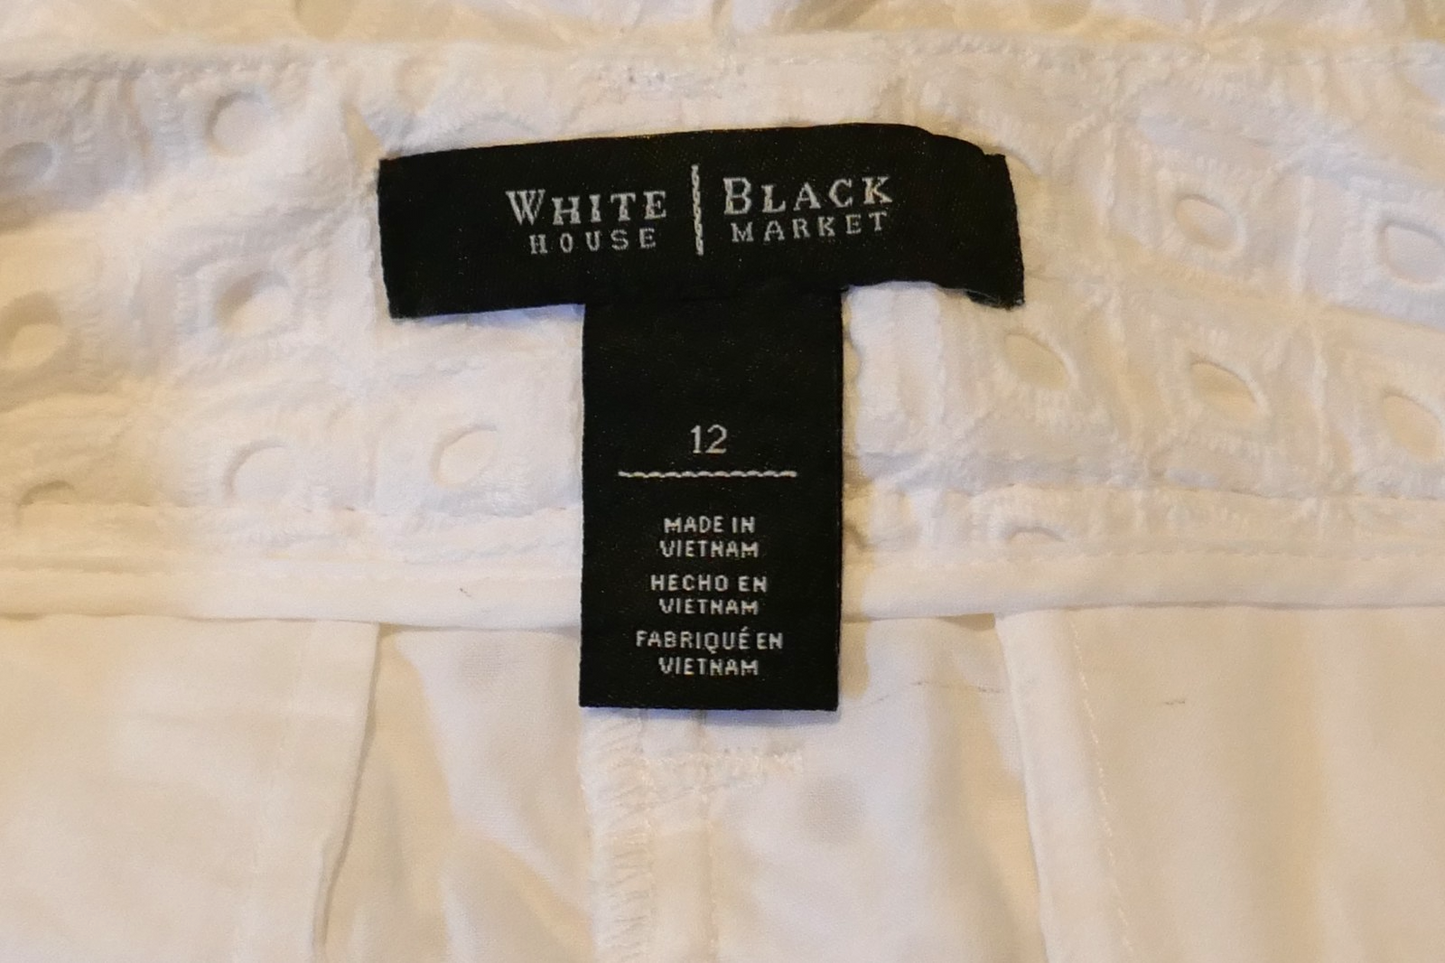 WHITE | BLACK
HOUSE | MARKET
12
MADE IN
VIETNAM
HECHO EN
VIETNAM
FABRIQUÉ EN
VIETNAM